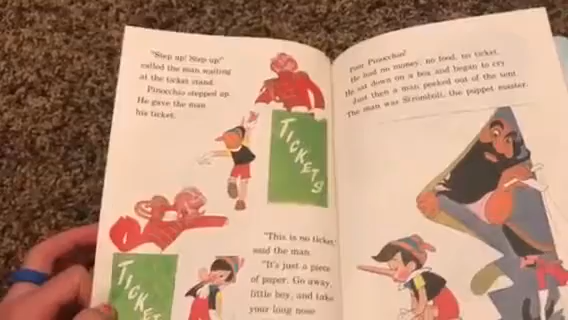 "Step up! Step up!"
called the man waiting
at the ticket stand.
Pinocchio stepped up.
He gave the man
his ticket.
TICKETS
TICKETS
"This is no ticket,"
said the man.
"It's just a piece
of paper. Go away,
little boy, and take
your long nose
Poor Pinocchio!
He had no money, no food, no ticket.
He sat down on a box and began to cry.
Just then a man peeked out of the tent.
The man was Stromboli, the puppet master.